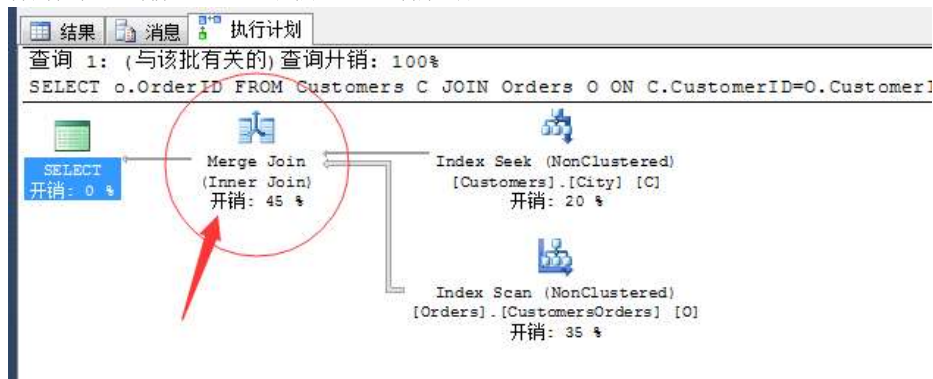 结果 消息 执行计划
查询 1: (与该批有关的)查询开销: 100%
SELECT o.OrderID FROM Customers C JOIN Orders O ON C.CustomerID=O.CustomerI
SELECT
开销: 0 %
Merge Join
(Inner Join)
开销: 45 %
Index Seek (NonClustered)
[Customers].[City] [C]
开销: 20 %
Index Scan (NonClustered)
[Orders].[CustomersOrders] [O]
开销: 35 %